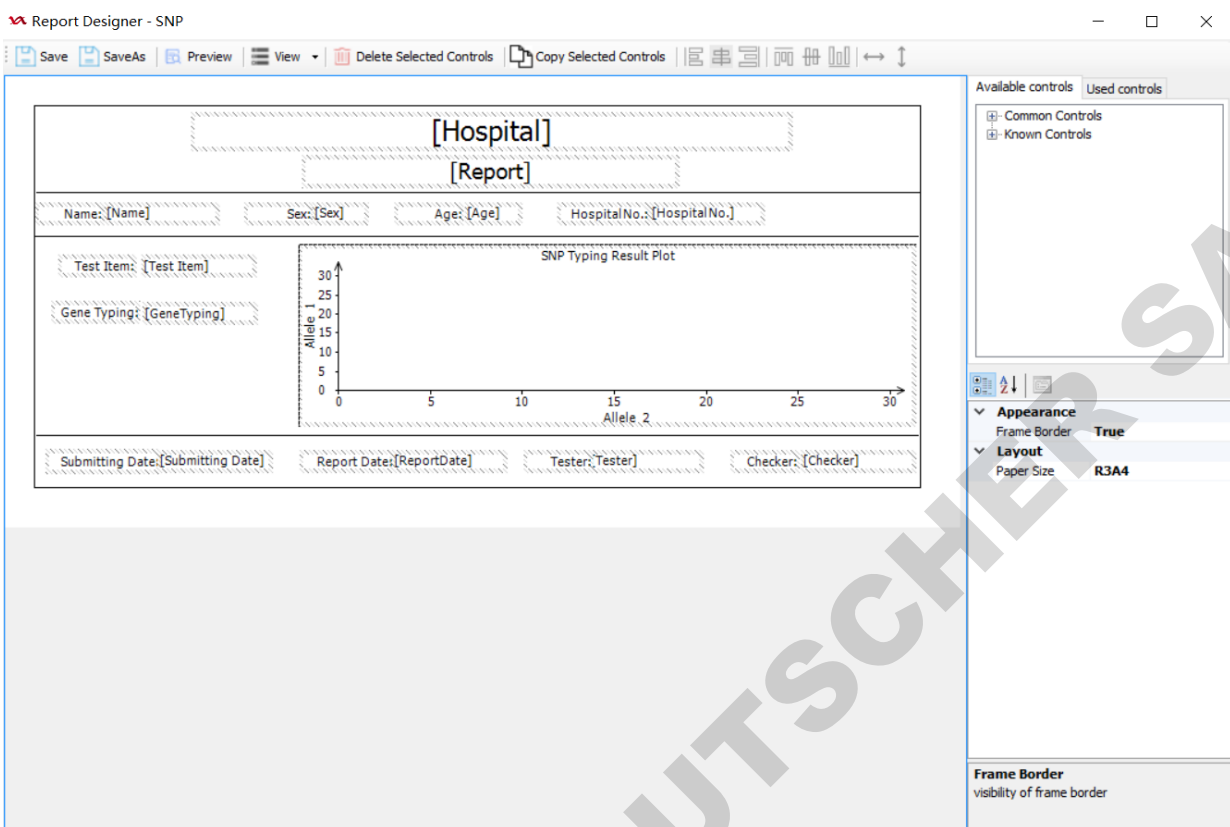 Report Designer - SNP
Save SaveAs Preview View Delete Selected Controls Copy Selected Controls
Available controls Used controls
Common Controls
Known Controls
[Hospital]
[Report]
Name: [Name] Sex: [Sex] Age: [Age] HospitalNo.: [HospitalNo.]
Test Item: [Test Item]
Gene Typing: [GeneTyping]
SNP Typing Result Plot
30
25
20
15
10
5
0
Allele 1
0 5 10 15 20 25 30
Allele 2
Submitting Date: [Submitting Date] Report Date: [ReportDate] Tester: [Tester] Checker: [Checker]
Appearance
Frame Border True
Layout
Paper Size R3A4
Frame Border
visibility of frame border
UTSCHER SA